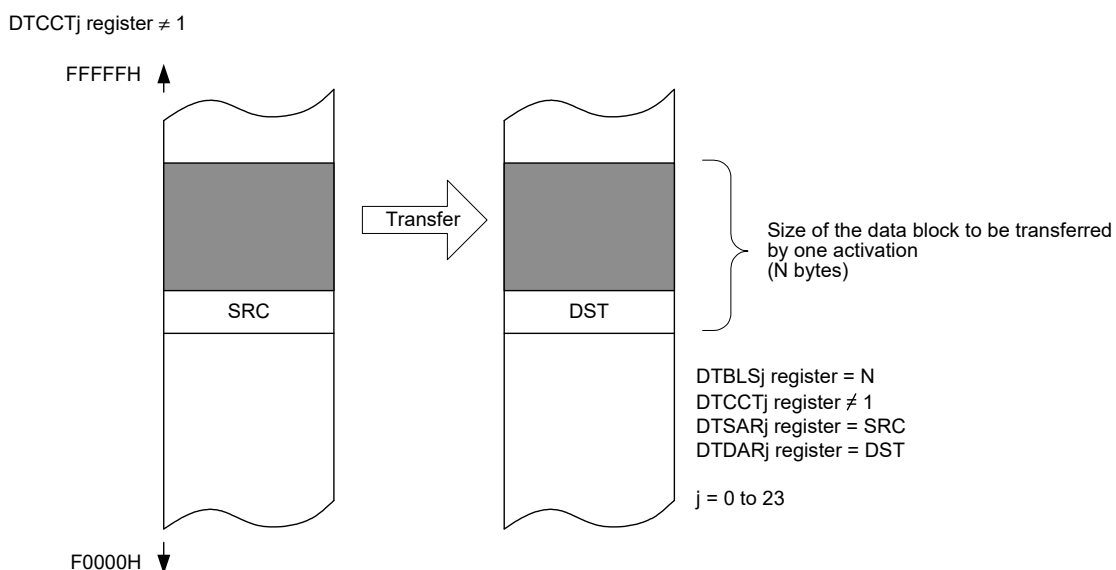 DTCCTj register ≠ 1
FFFFFH
Transfer
Size of the data block to be transferred
by one activation
(N bytes)
SRC
DST
DTBLSj register = N
DTCCTj register ≠ 1
DTSARj register = SRC
DTDARj register = DST
j = 0 to 23
F0000H